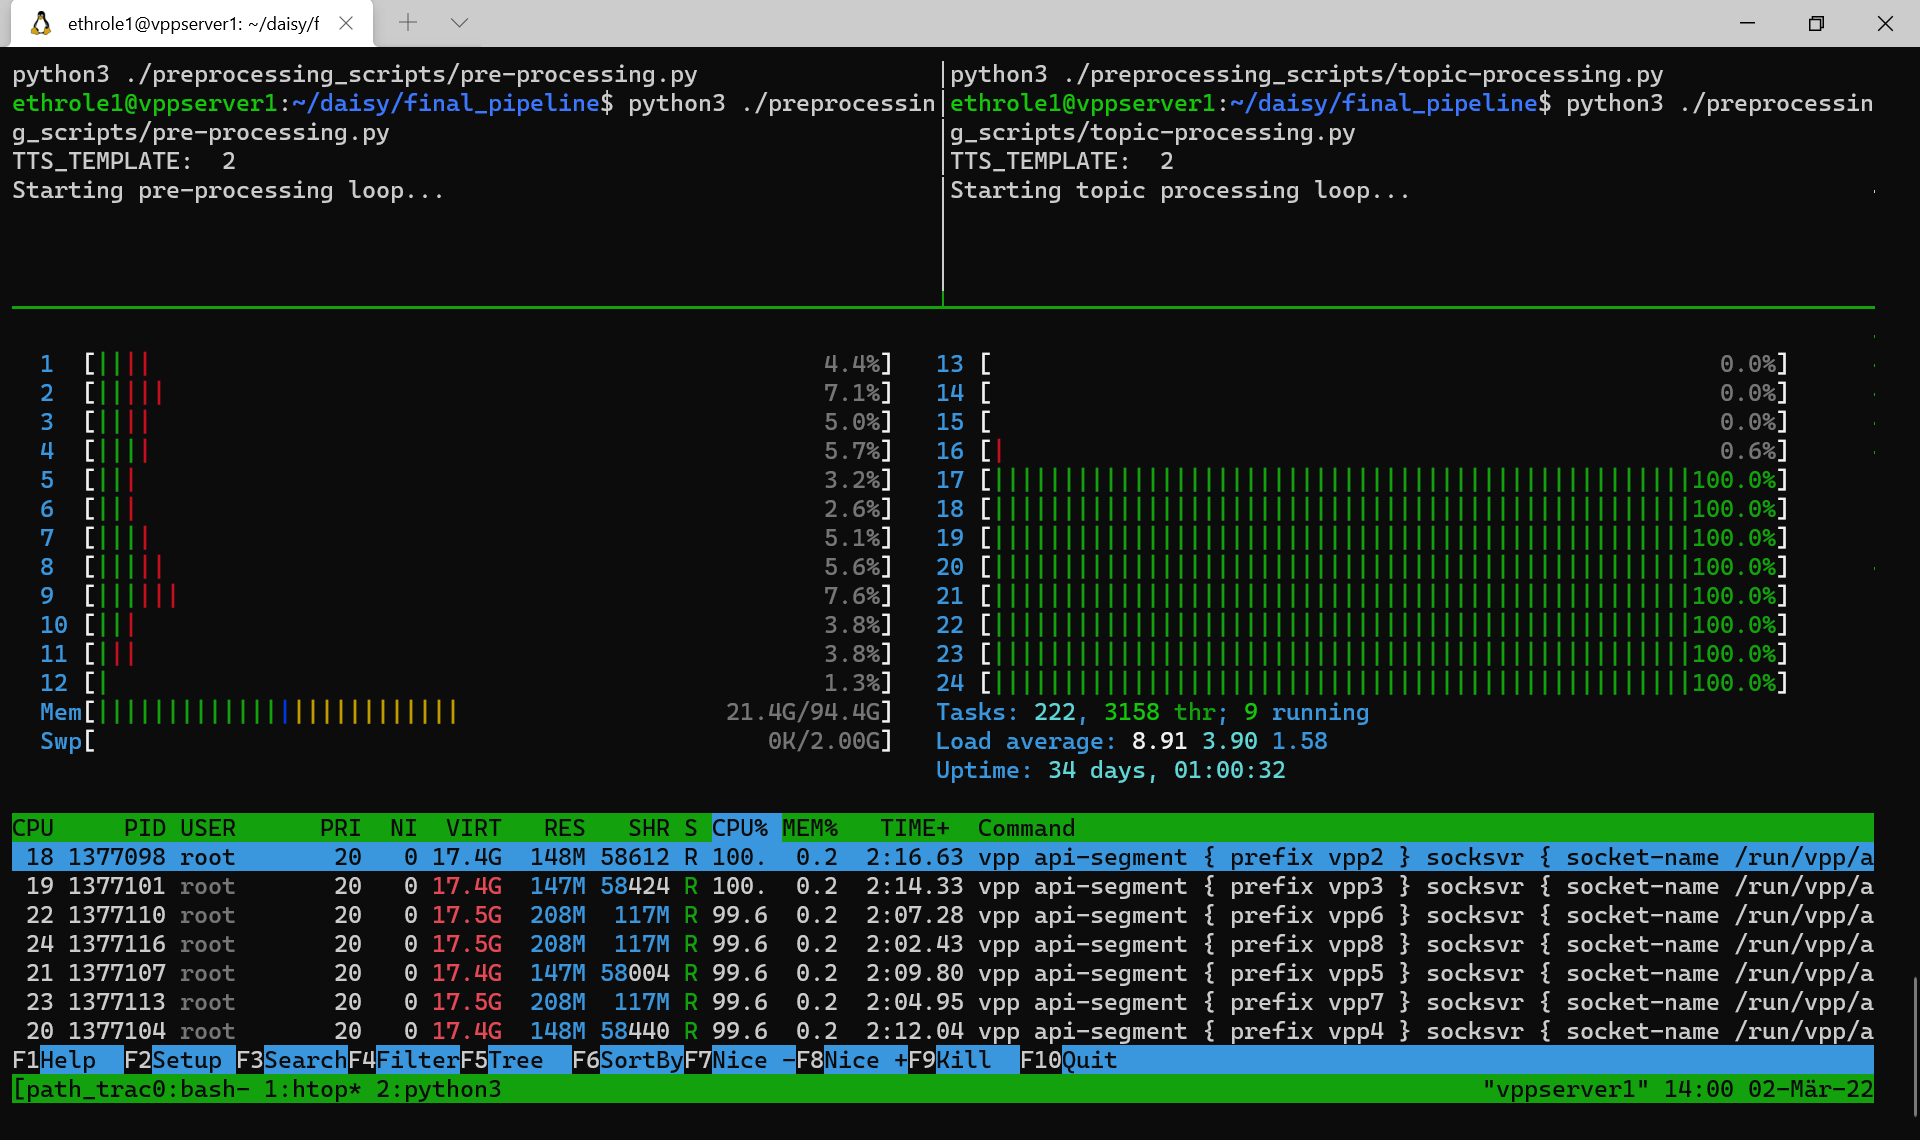 ethrole1@vppserver1: ~/daisy/f
python3 ./preprocessing_scripts/pre-processing.py
ethrole1@vppserver1:~/daisy/final_pipeline$ python3 ./preprocessin
g_scripts/pre-processing.py
TTS_TEMPLATE:  2
Starting pre-processing loop...
python3 ./preprocessing_scripts/topic-processing.py
ethrole1@vppserver1:~/daisy/final_pipeline$ python3 ./preprocessin
g_scripts/topic-processing.py
TTS_TEMPLATE:  2
Starting topic processing loop...
1 [|||| 4.4%]
2 [||||| 7.1%]
3 [|||| 5.0%]
4 [|||| 5.7%]
5 [||| 3.2%]
6 [||| 2.6%]
7 [|||| 5.1%]
8 [||||| 5.6%]
9 [|||||| 7.6%]
10 [||| 3.8%]
11 [||| 3.8%]
12 [| 1.3%]
Mem[|||||||||||||||||||||||||| 21.4G/94.4G]
Swp[ 0K/2.00G]
13 [ 0.0%]
14 [ 0.0%]
15 [ 0.0%]
16 [| 0.6%]
17 [||||||||||||||||||||||||||||||||||||||||||||||||||100.0%]
18 [||||||||||||||||||||||||||||||||||||||||||||||||||100.0%]
19 [||||||||||||||||||||||||||||||||||||||||||||||||||100.0%]
20 [||||||||||||||||||||||||||||||||||||||||||||||||||100.0%]
21 [||||||||||||||||||||||||||||||||||||||||||||||||||100.0%]
22 [||||||||||||||||||||||||||||||||||||||||||||||||||100.0%]
23 [||||||||||||||||||||||||||||||||||||||||||||||||||100.0%]
24 [||||||||||||||||||||||||||||||||||||||||||||||||||100.0%]
Tasks: 222, 3158 thr; 9 running
Load average: 8.91 3.90 1.58
Uptime: 34 days, 01:00:32
CPU PID USER PRI NI VIRT RES SHR S CPU% MEM% TIME+ Command
18 1377098 root 20 0 17.4G 148M 58612 R 100. 0.2 2:16.63 vpp api-segment { prefix vpp2 } socksvr { socket-name /run/vpp/a
19 1377101 root 20 0 17.4G 147M 58424 R 100. 0.2 2:14.33 vpp api-segment { prefix vpp3 } socksvr { socket-name /run/vpp/a
22 1377110 root 20 0 17.5G 208M 117M R 99.6 0.2 2:07.28 vpp api-segment { prefix vpp6 } socksvr { socket-name /run/vpp/a
24 1377116 root 20 0 17.5G 208M 117M R 99.6 0.2 2:02.43 vpp api-segment { prefix vpp8 } socksvr { socket-name /run/vpp/a
21 1377107 root 20 0 17.4G 147M 58004 R 99.6 0.2 2:09.80 vpp api-segment { prefix vpp5 } socksvr { socket-name /run/vpp/a
23 1377113 root 20 0 17.5G 208M 117M R 99.6 0.2 2:04.95 vpp api-segment { prefix vpp7 } socksvr { socket-name /run/vpp/a
20 1377104 root 20 0 17.4G 148M 58440 R 99.6 0.2 2:12.04 vpp api-segment { prefix vpp4 } socksvr { socket-name /run/vpp/a
F1Help F2Setup F3SearchF4FilterF5Tree F6SortByF7Nice -F8Nice +F9Kill F10Quit
[path_trac0:bash- 1:htop* 2:python3 "vppserver1" 14:00 02-Mär-22